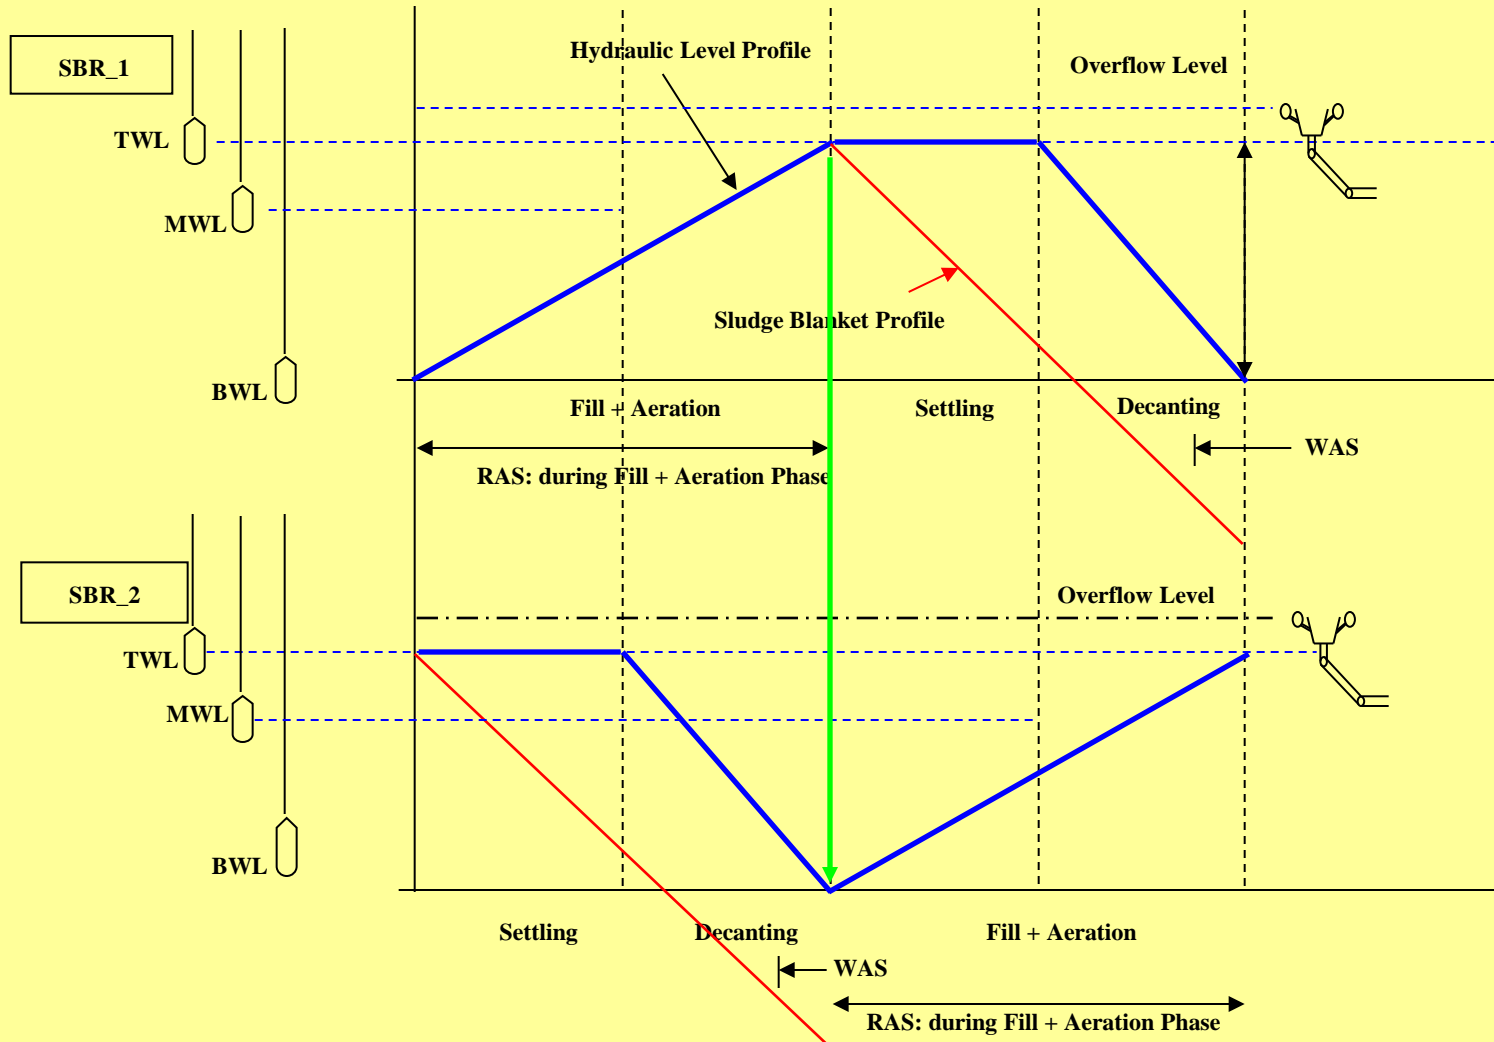 Hydraulic Level Profile
SBR_1
Overflow Level
TWL
MWL
Sludge Blanket Profile
BWL
Fill + Aeration
Settling
Decanting
WAS
RAS: during Fill + Aeration Phase
SBR_2
Overflow Level
TWL
MWL
BWL
Settling
Decanting
Fill + Aeration
WAS
RAS: during Fill + Aeration Phase